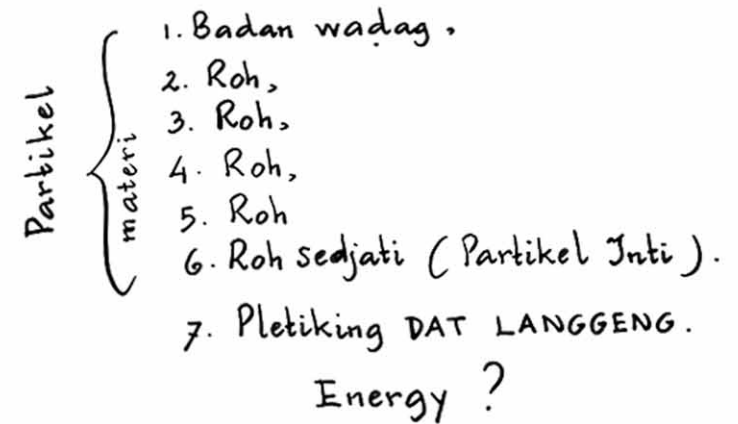 Partikel
materi
1. Badan wadag.
2. Roh,
3. Roh,
4. Roh,
5. Roh
6. Roh sedjati (Partikel Inti).
7. Pletiking DAT LANGGENG.
Energy ?